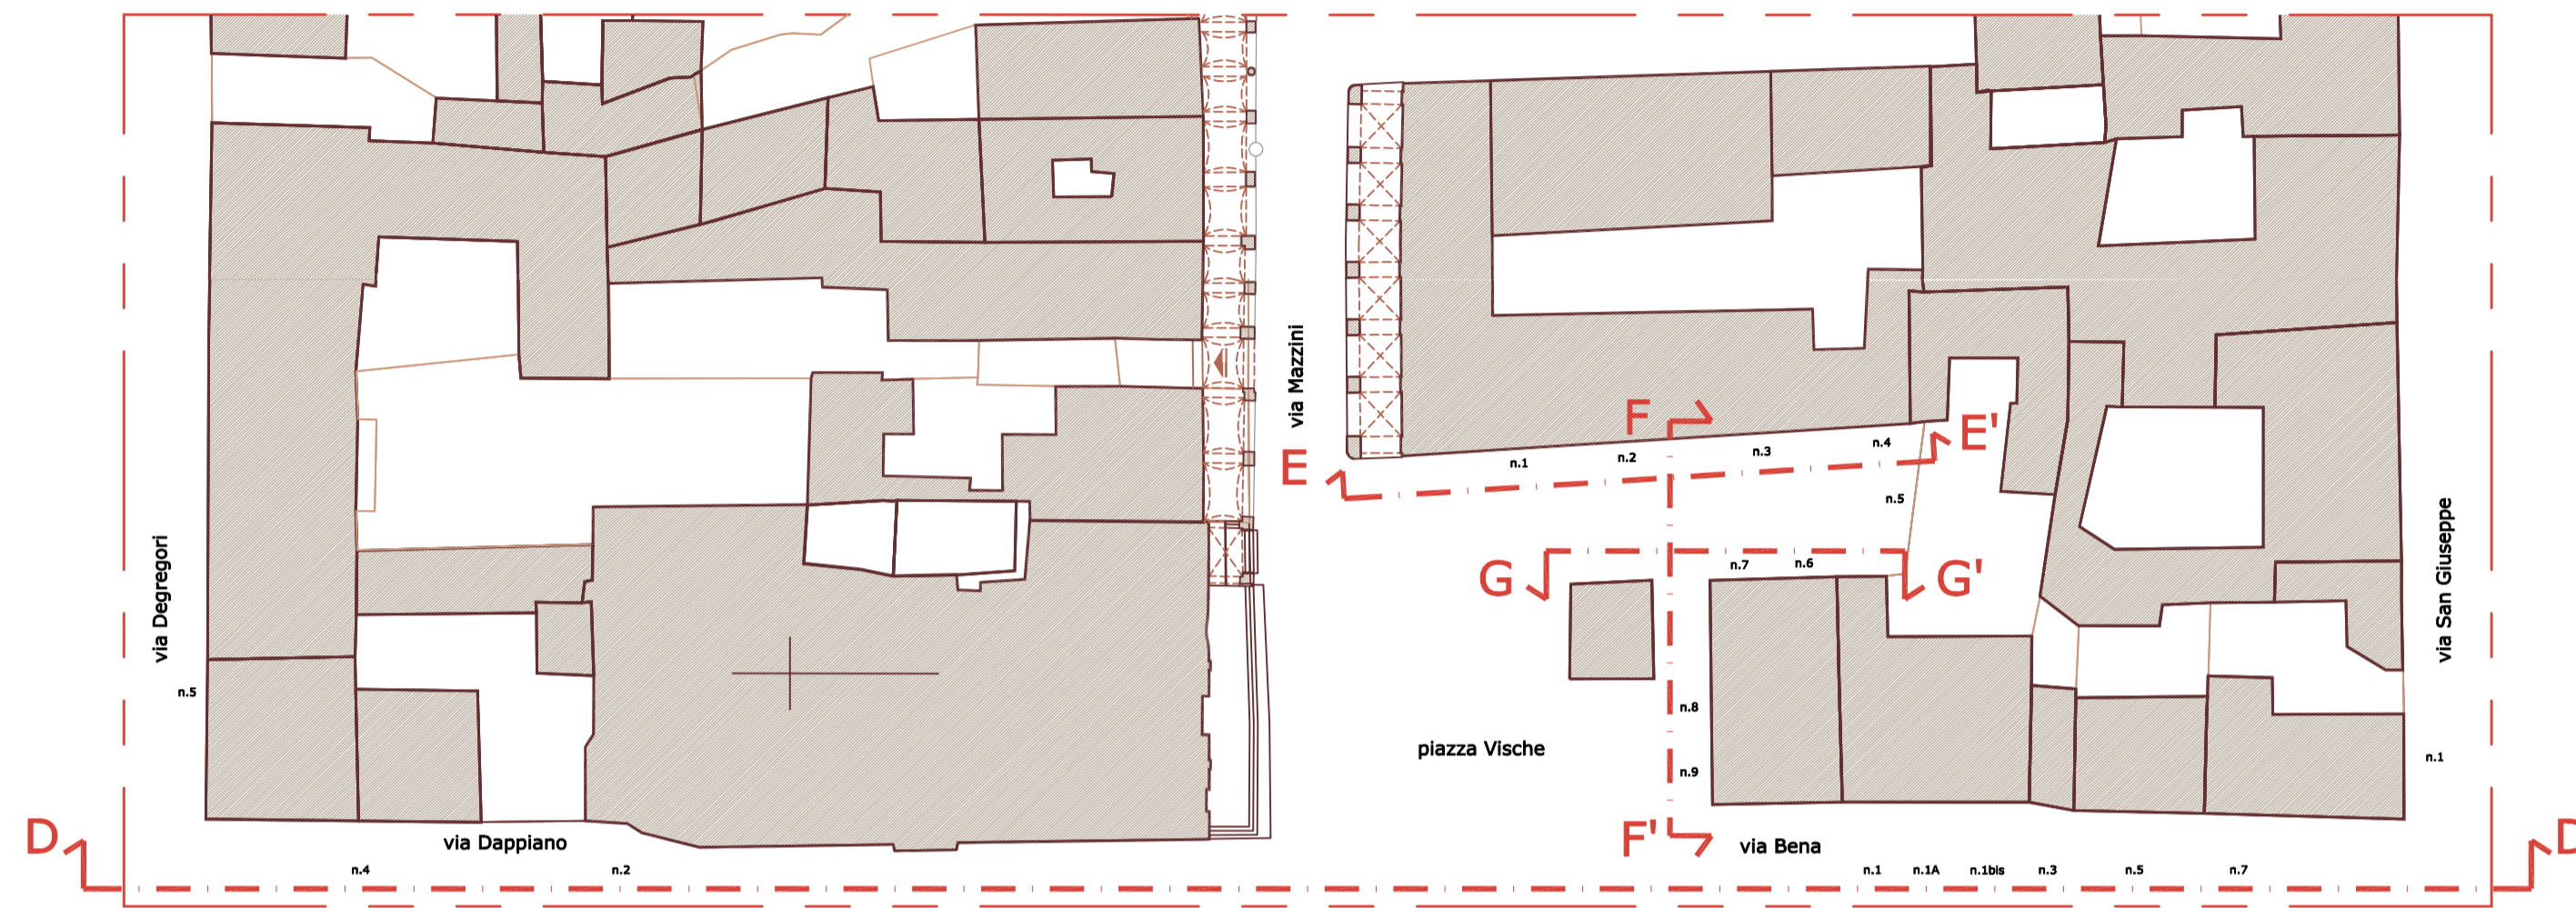 via Mazzini
F
E'
n.4
n.3
n.2
n.1
E
n.5
via San Giuseppe
via Degregori
n.7
n.6
G
G'
n.5
n.8
piazza Vische
n.1
n.9
D
via Dappiano
F'
via Bena
D
n.4
n.2
n.1
n.1A
n.1bis
n.3
n.5
n.7